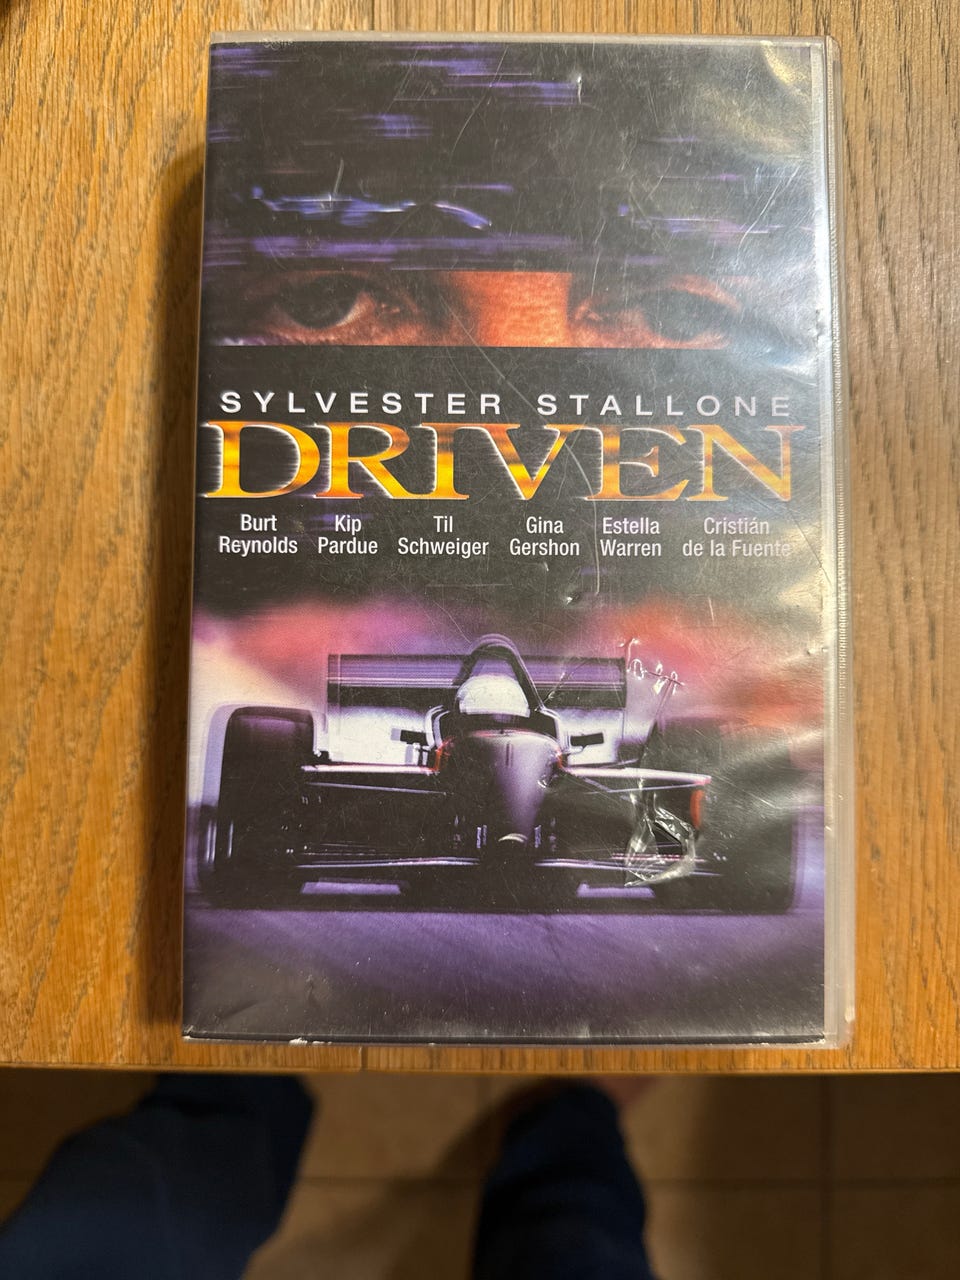 SYLVESTER STALLONE
DRIVEN
Burt Reynolds
Kip Pardue
Til Schweiger
Gina Gershon
Estella Warren
Cristián de la Fuente